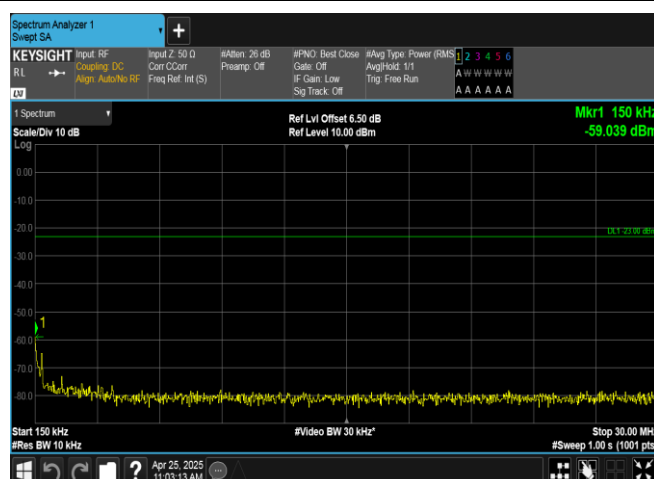 Spectrum Analyzer 1
Swept SA
+
KEYSIGHT Input: RF Input Z: 50 Ω #Atten: 26 dB #PNO: Best Close #Avg Type: Power (RMS 1 2 3 4 5 6
RL Coupling: DC Corr CCorr Preamp: Off Gate: Off Avg|Hold: 1/1 A W W W W W
Align: Auto/No RF Freq Ref: Int (S) IF Gain: Low Trig: Free Run
LXI Sig Track: Off A A A A A A
1 Spectrum Ref Lvl Offset 6.50 dB Mkr1 150 kHz
Scale/Div 10 dB Ref Level 10.00 dBm -59.039 dBm
Log
0.00
-10.0
-20.0
DL1 -23.00 dBm
-30.0
-40.0
-50.0
1
-60.0
-70.0
-80.0
Start 150 kHz #Video BW 30 kHz* Stop 30.00 MHz
#Res BW 10 kHz #Sweep 1.00 s (1001 pts
? Apr 25, 2025
11:03:13 AM